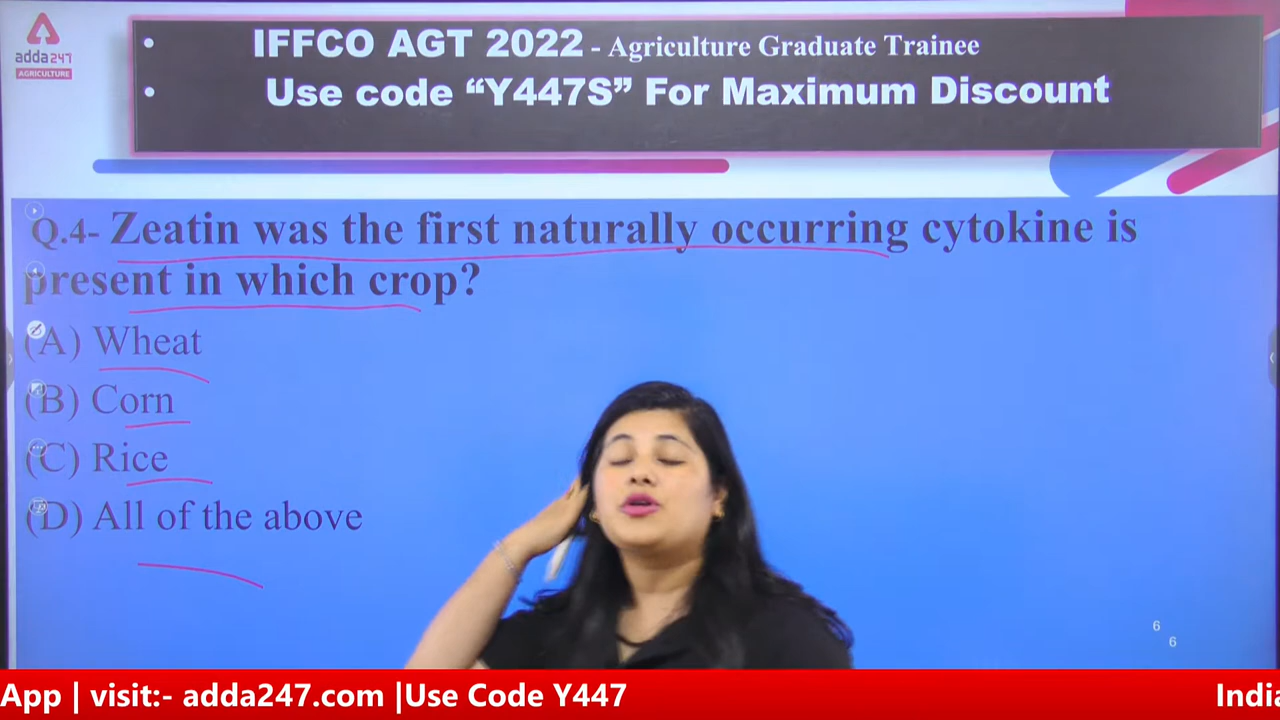 adda247
AGRICULTURE
• IFFCO AGT 2022 - Agriculture Graduate Trainee
• Use code “Y447S” For Maximum Discount
Q.4- Zeatin was the first naturally occurring cytokine is
present in which crop?
(A) Wheat
(B) Corn
(C) Rice
(D) All of the above
6
6
App | visit:- adda247.com |Use Code Y447
India